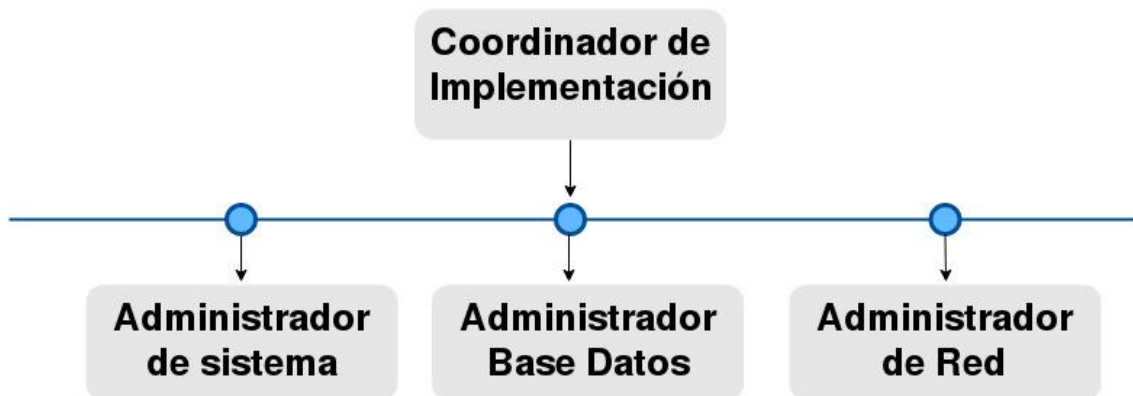 Coordinador de
Implementación
Administrador
de sistema
Administrador
Base Datos
Administrador
de Red